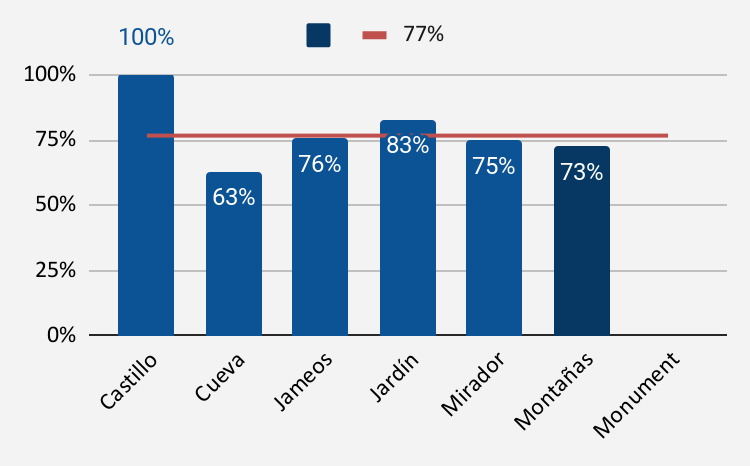 100%
77%
100%
75%
50%
25%
0%
63%
76%
83%
75%
73%
Castillo
Cueva
Jameos
Jardín
Mirador
Montañas
Monument